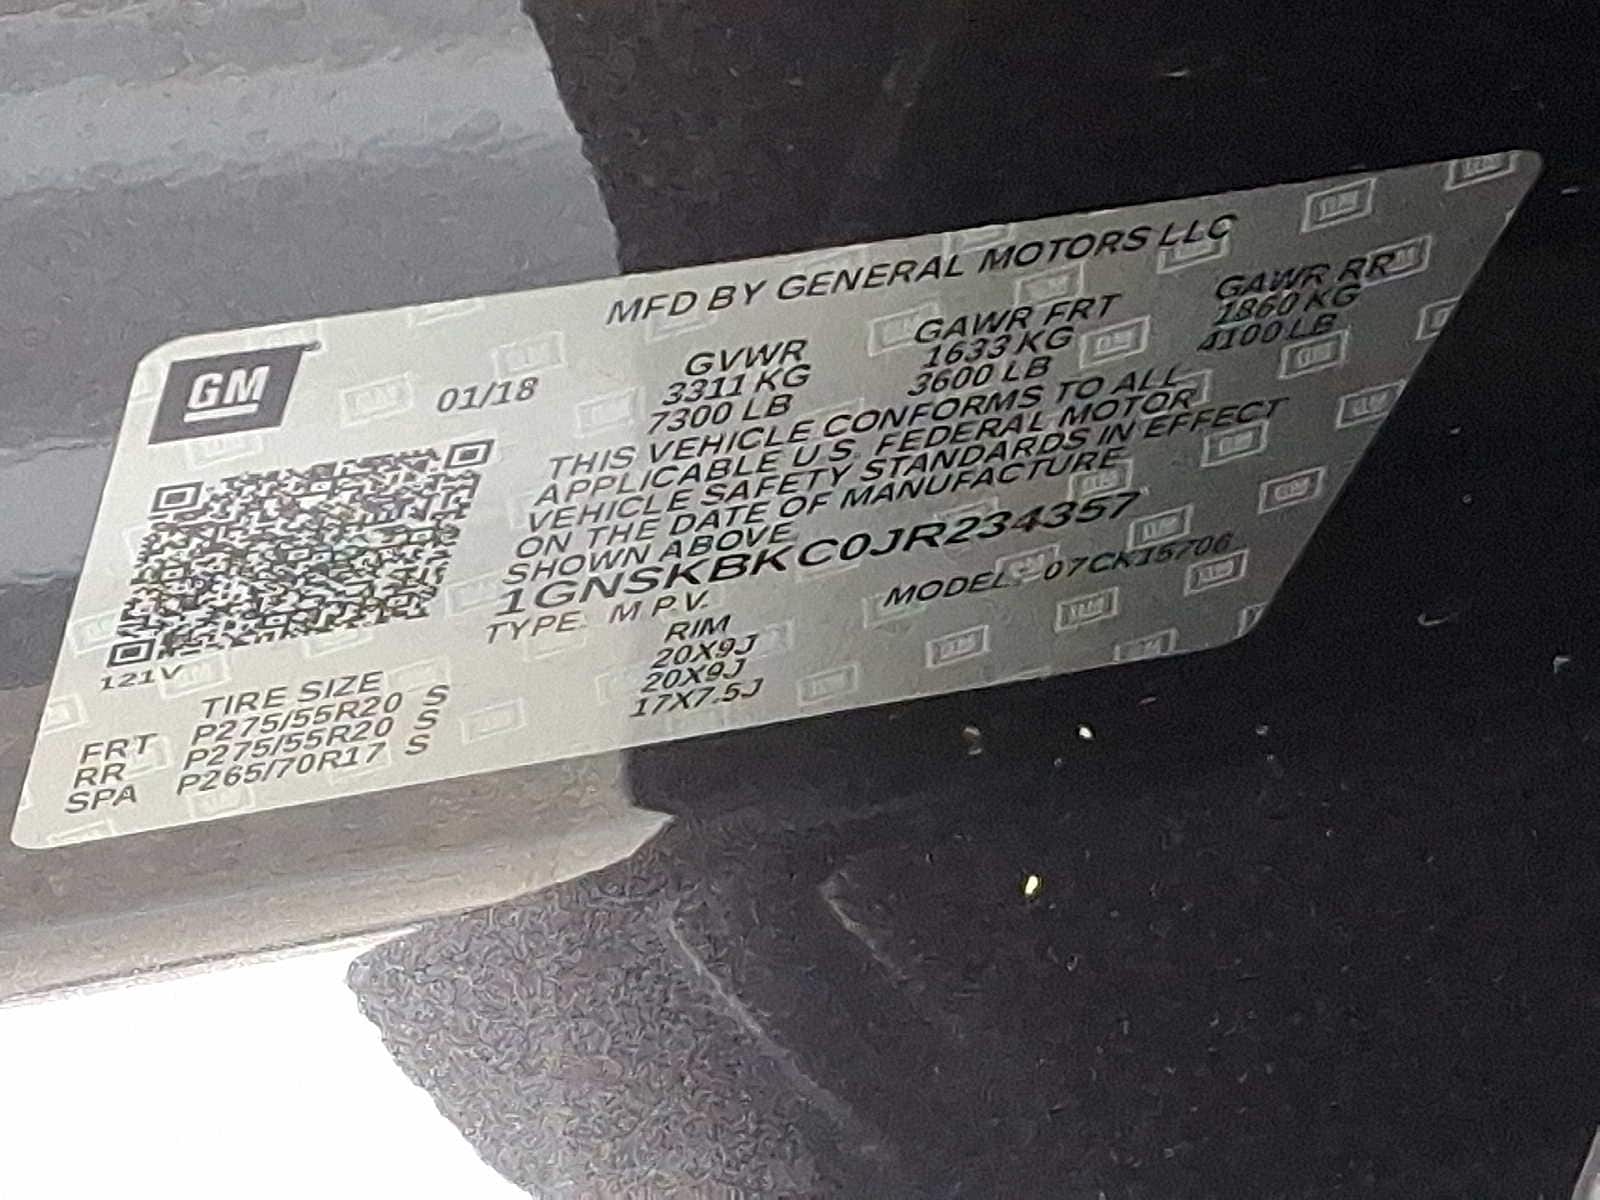 MFD BY GENERAL MOTORS LLC
GM
01/18
GVWR GAWR FRT GAWR RR
3311 KG 1633 KG 1860 KG
7300 LB 3600 LB 4100 LB
THIS VEHICLE CONFORMS TO ALL
APPLICABLE U.S. FEDERAL MOTOR
VEHICLE SAFETY STANDARDS IN EFFECT
ON THE DATE OF MANUFACTURE
SHOWN ABOVE.
1GNSKBKC0JR234357
TYPE: M.P.V. MODEL: 07CK15706
121V
TIRE SIZE RIM
FRT P275/55R20 S 20X9J
RR P275/55R20 S 20X9J
SPA P265/70R17 S 17X7.5J